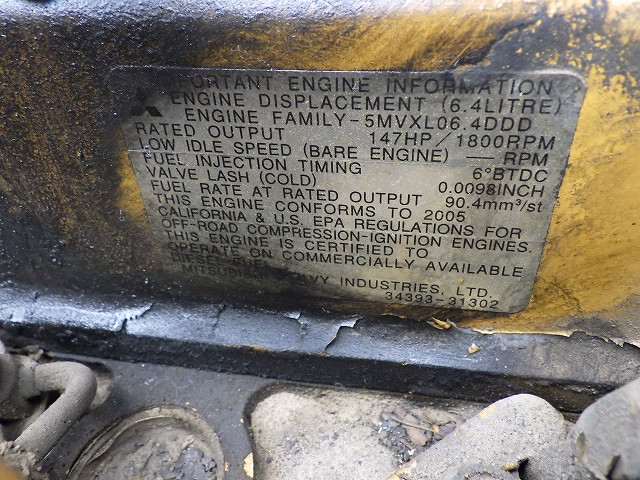 IMPORTANT ENGINE INFORMATION
ENGINE DISPLACEMENT (6.4LITRE)
ENGINE FAMILY-5MVXL06.4DDD
RATED OUTPUT 147HP/1800RPM
LOW IDLE SPEED (BARE ENGINE) — RPM
FUEL INJECTION TIMING 6°BTDC
VALVE LASH (COLD) 0.0098INCH
FUEL RATE AT RATED OUTPUT 90.4mm³/st
THIS ENGINE CONFORMS TO 2005
CALIFORNIA & U.S. EPA REGULATIONS FOR
OFF-ROAD COMPRESSION-IGNITION ENGINES.
THIS ENGINE IS CERTIFIED TO
OPERATE ON COMMERCIALLY AVAILABLE
DIESEL FUEL
MITSUBISHI HEAVY INDUSTRIES, LTD.
34393-31302